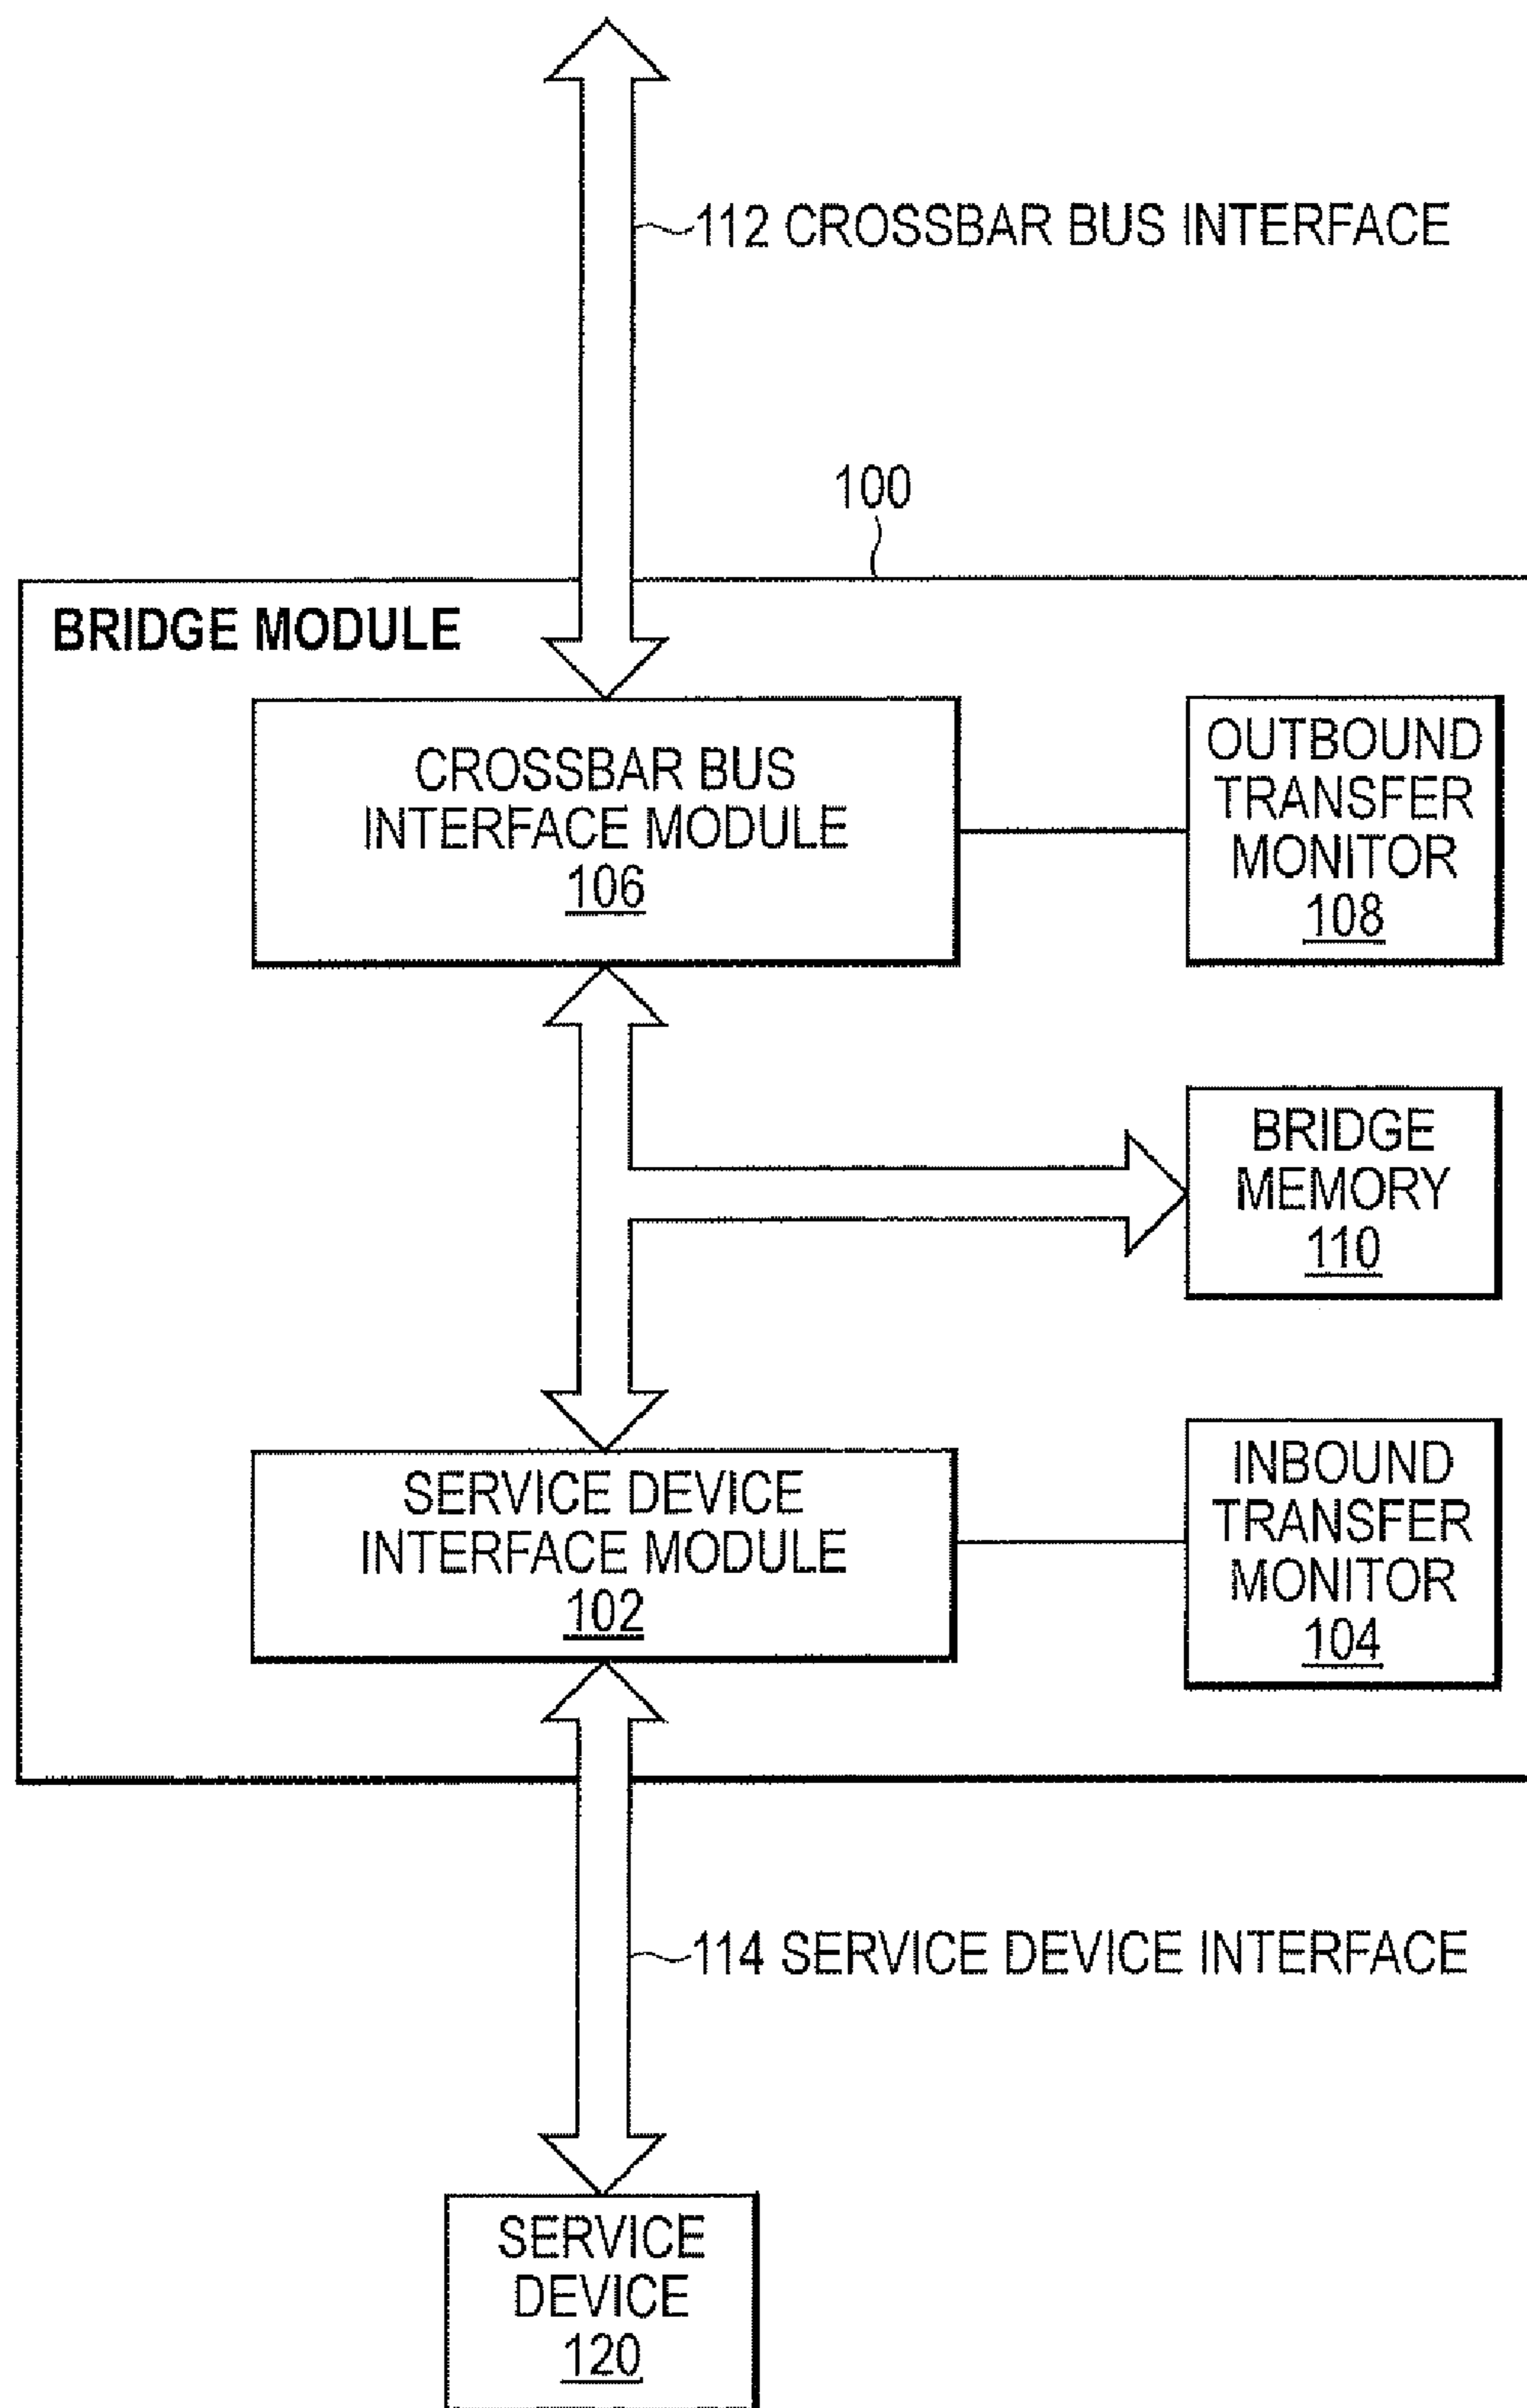 112 CROSSBAR BUS INTERFACE
100
BRIDGE MODULE
CROSSBAR BUS
INTERFACE MODULE
106
OUTBOUND
TRANSFER
MONITOR
108
BRIDGE
MEMORY
110
SERVICE DEVICE
INTERFACE MODULE
102
INBOUND
TRANSFER
MONITOR
104
114 SERVICE DEVICE INTERFACE
SERVICE
DEVICE
120